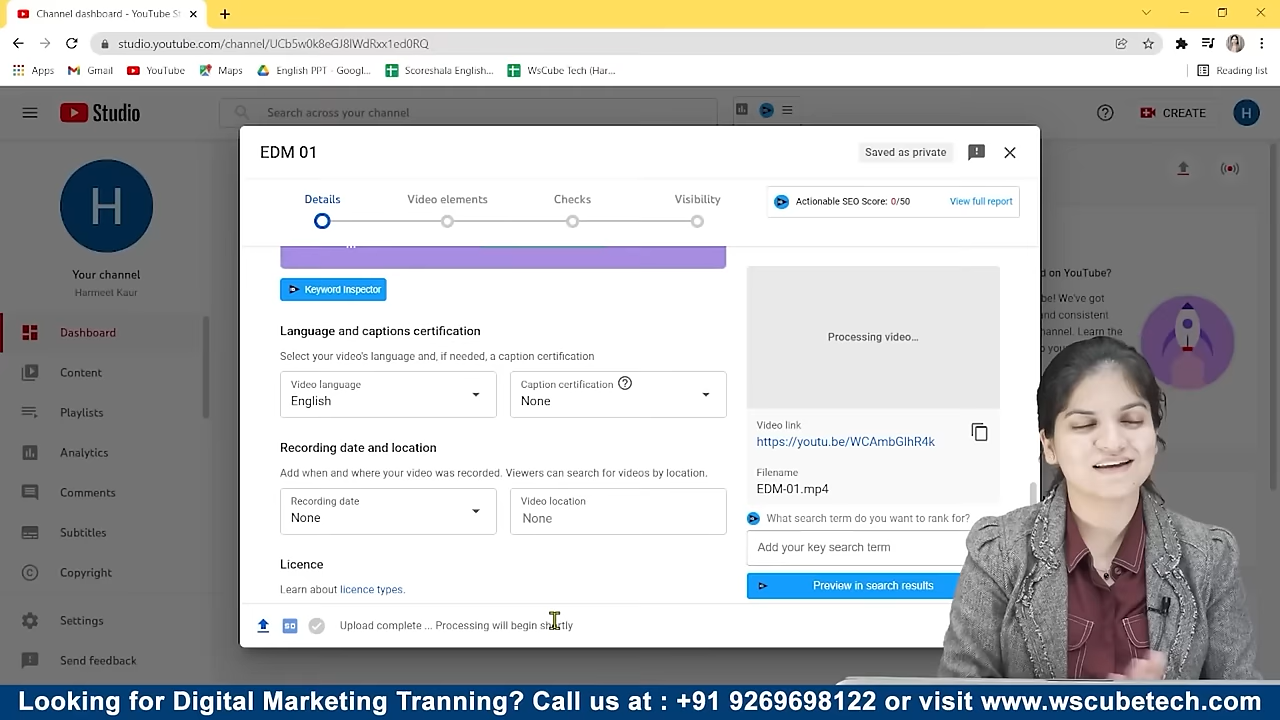 Channel dashboard - YouTube S
studio.youtube.com/channel/UCb5w0k8eGJ8lWdRxx1ed0RQ
Apps
Gmail
YouTube
Maps
English PPT - Googl...
Scoreshala English...
WsCube Tech (Har...
Reading list
Studio
Search across your channel
CREATE
H
EDM 01
Saved as private
Details
Video elements
Checks
Visibility
Actionable SEO Score: 0/50
View full report
H
Your channel
Harmeet Kaur
Dashboard
Content
Playlists
Analytics
Comments
Subtitles
Copyright
Settings
Send feedback
Keyword Inspector
Language and captions certification
Select your video's language and, if needed, a caption certification
Video language
English
Caption certification
None
Recording date and location
Add when and where your video was recorded. Viewers can search for videos by location.
Recording date
None
Video location
None
Licence
Learn about licence types.
Processing video...
Video link
https://youtu.be/WCAmbGlhR4k
Filename
EDM-01.mp4
What search term do you want to rank for?
Add your key search term
Preview in search results
d on YouTube?
be! We've got
and consistent
annel. Learn the
SD
Upload complete ... Processing will begin shortly
Looking for Digital Marketing Tranning? Call us at : +91 9269698122 or visit www.wscubetech.com